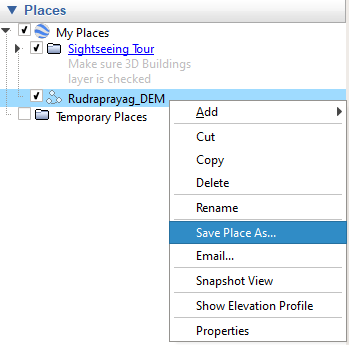 Places
My Places
Sightseeing Tour
Make sure 3D Buildings
layer is checked
Rudraprayag_DEM
Temporary Places
Add
Cut
Copy
Delete
Rename
Save Place As...
Email...
Snapshot View
Show Elevation Profile
Properties